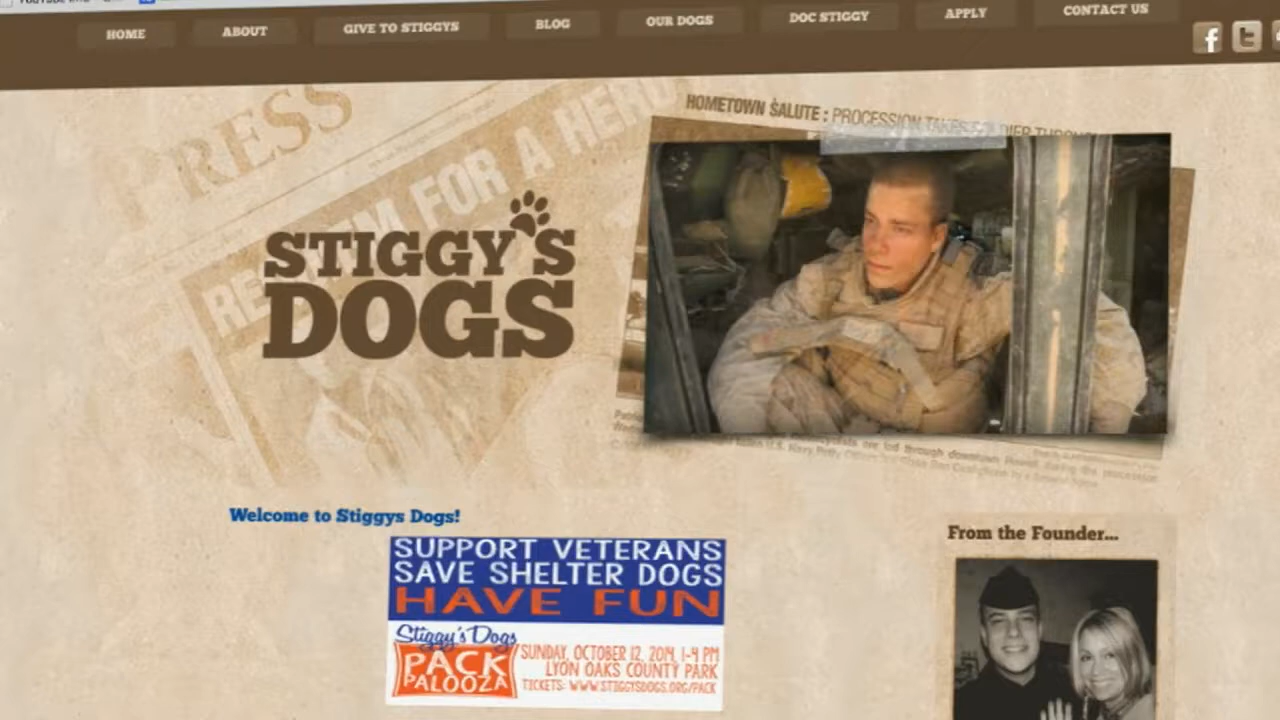 HOME
ABOUT
GIVE TO STIGGYS
BLOG
OUR DOGS
DOC STIGGY
APPLY
CONTACT US
PRESS
FOR A HERO
HOMETOWN SALUTE : PROCESSION TAKES
STIGGY'S
DOGS
Welcome to Stiggys Dogs!
SUPPORT VETERANS
SAVE SHELTER DOGS
HAVE FUN
Stiggy's Dogs
PACK
PALOOZA
SUNDAY, OCTOBER 12, 2014, 1-4 PM
LYON OAKS COUNTY PARK
TICKETS: WWW.STIGGYSDOGS.ORG/PACK
From the Founder...